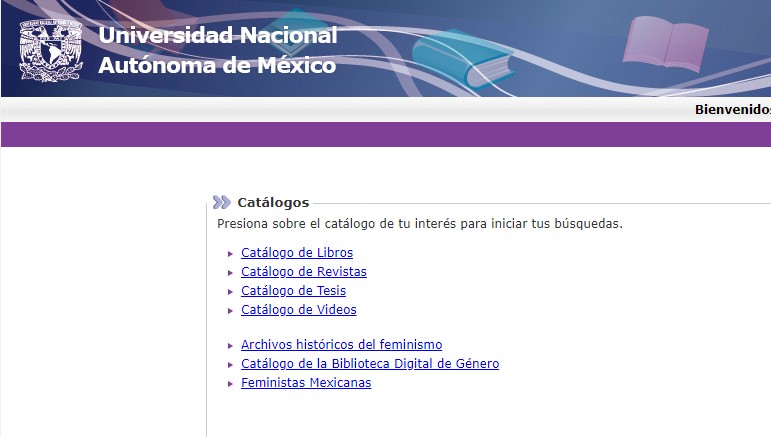 Universidad Nacional
Autónoma de México
Bienvenido
Catálogos
Presiona sobre el catálogo de tu interés para iniciar tus búsquedas.
Catálogo de Libros
Catálogo de Revistas
Catálogo de Tesis
Catálogo de Videos
Archivos históricos del feminismo
Catálogo de la Biblioteca Digital de Género
Feministas Mexicanas